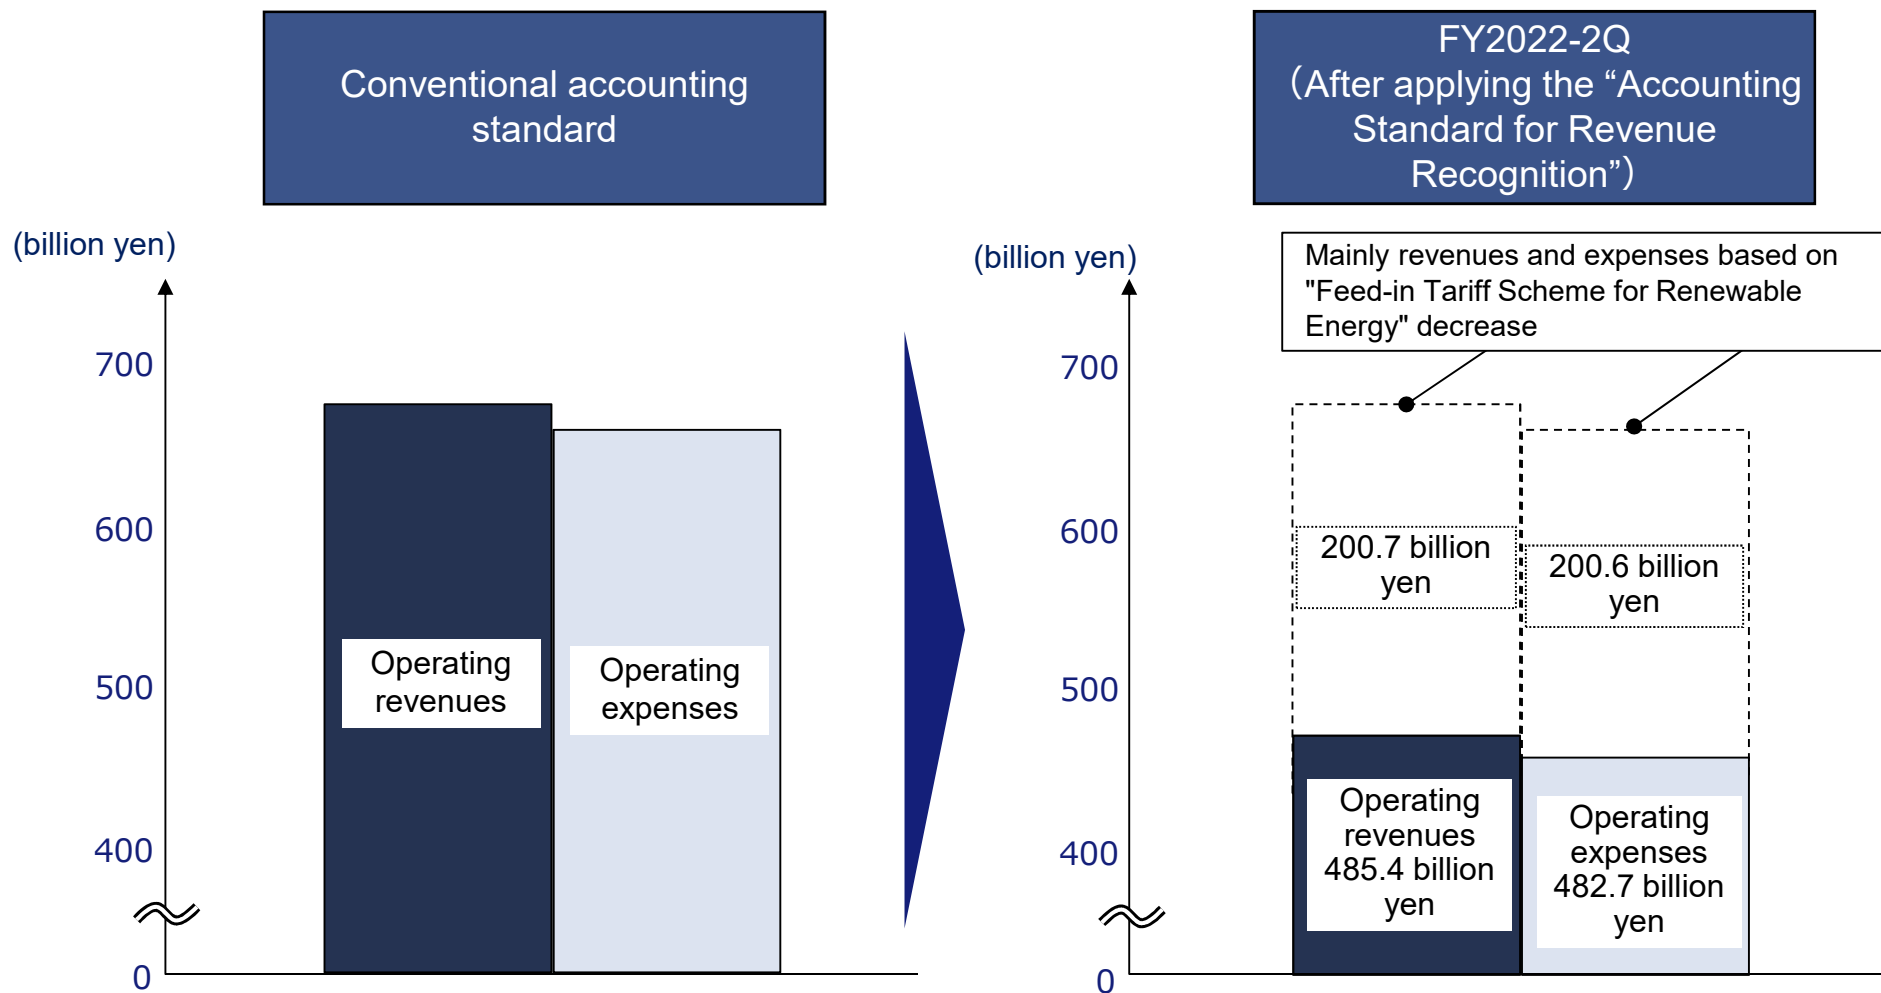 Conventional accounting
standard
(billion yen)
700
600
500
400
0
Operating
revenues
Operating
expenses
FY2022-2Q
（After applying the “Accounting
Standard for Revenue
Recognition”）
(billion yen)
Mainly revenues and expenses based on
"Feed-in Tariff Scheme for Renewable
Energy" decrease
700
600
500
400
0
200.7 billion
yen
200.6 billion
yen
Operating
revenues
485.4 billion
yen
Operating
expenses
482.7 billion
yen